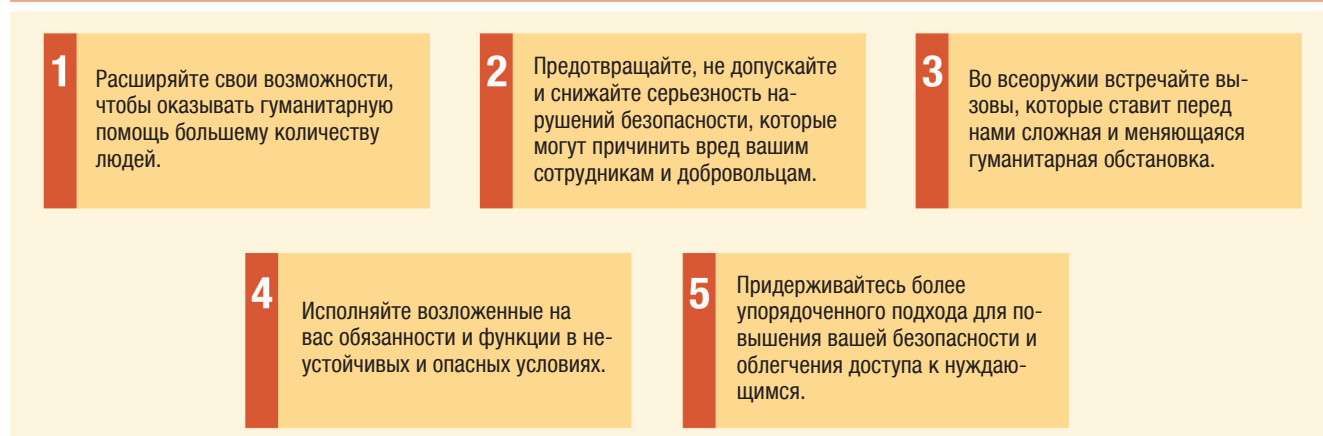 1
Расширяйте свои возможности,
чтобы оказывать гуманитарную
помощь большему количеству
людей.
2
Предотвращайте, не допускайте
и снижайте серьезность на-
рушений безопасности, которые
могут причинить вред вашим
сотрудникам и добровольцам.
3
Во всеоружии встречайте вы-
зовы, которые ставит перед
нами сложная и меняющаяся
гуманитарная обстановка.
4
Исполняйте возложенные на
вас обязанности и функции в не-
устойчивых и опасных условиях.
5
Придерживайтесь более
упорядоченного подхода для по-
вышения вашей безопасности и
облегчения доступа к нуждаю-
щимся.